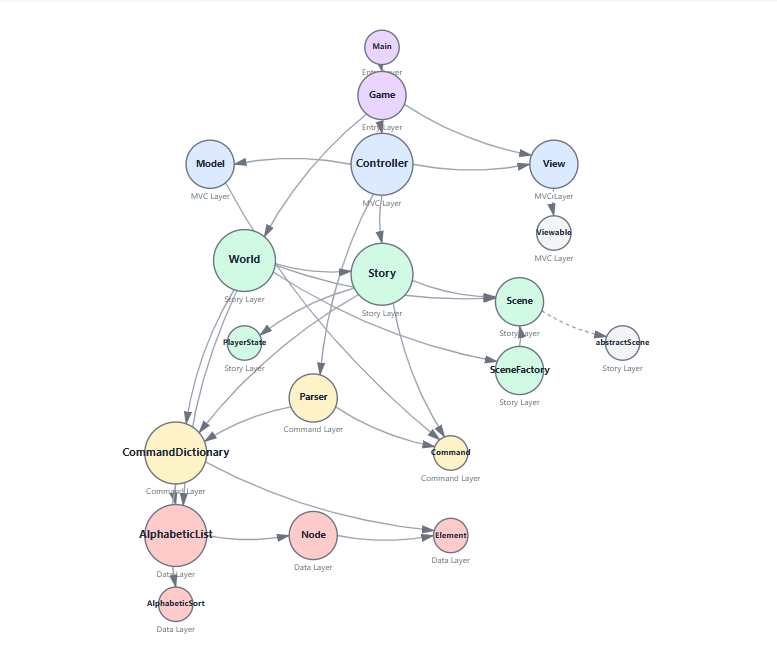 Main
Entry Layer
Game
Entry Layer
Model
MVC Layer
Controller
MVC Layer
View
MVC Layer
Viewable
MVC Layer
World
Story Layer
Story
Story Layer
Scene
Story Layer
PlayerState
Story Layer
abstractScene
Story Layer
SceneFactory
Story Layer
Parser
Command Layer
CommandDictionary
Command Layer
Command
Command Layer
AlphabeticList
Data Layer
Node
Data Layer
Element
Data Layer
AlphabeticSort
Data Layer